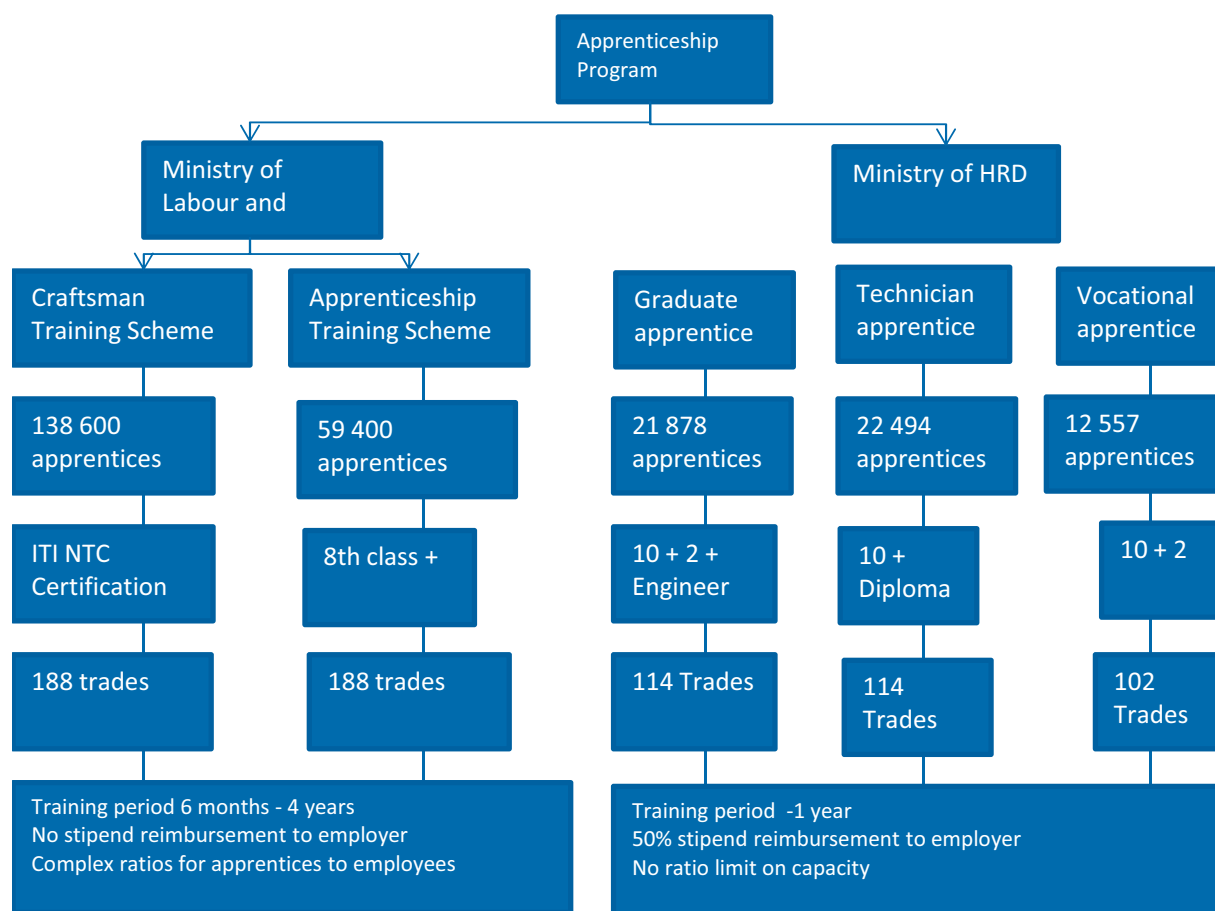 Apprenticeship
Program
Ministry of
Labour and
Ministry of HRD
Craftsman
Training Scheme
Apprenticeship
Training Scheme
Graduate
apprentice
Technician
apprentice
Vocational
apprentice
138 600
apprentices
59 400
apprentices
21 878
apprentices
22 494
apprentices
12 557
apprentices
ITI NTC
Certification
8th class +
10 + 2 +
Engineer
10 +
Diploma
10 + 2
188 trades
188 trades
114 Trades
114
Trades
102
Trades
Training period 6 months - 4 years
No stipend reimbursement to employer
Complex ratios for apprentices to employees
Training period -1 year
50% stipend reimbursement to employer
No ratio limit on capacity